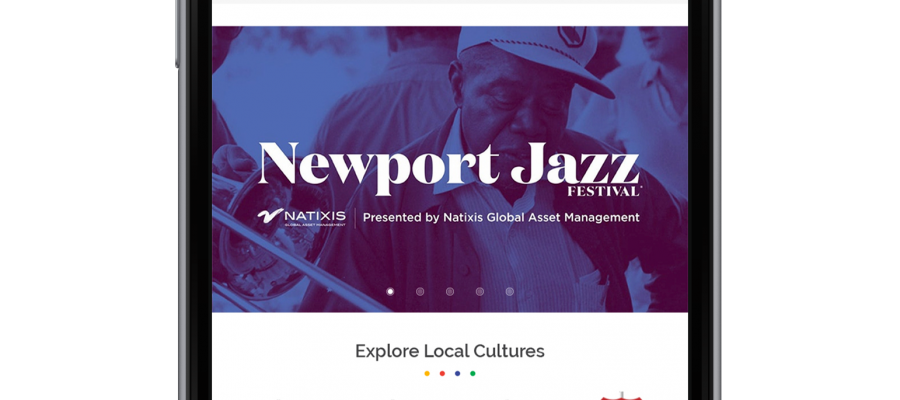 Newport Jazz
FESTIVAL
NATIXIS
GLOBAL ASSET MANAGEMENT
Presented by Natixis Global Asset Management
Explore Local Cultures